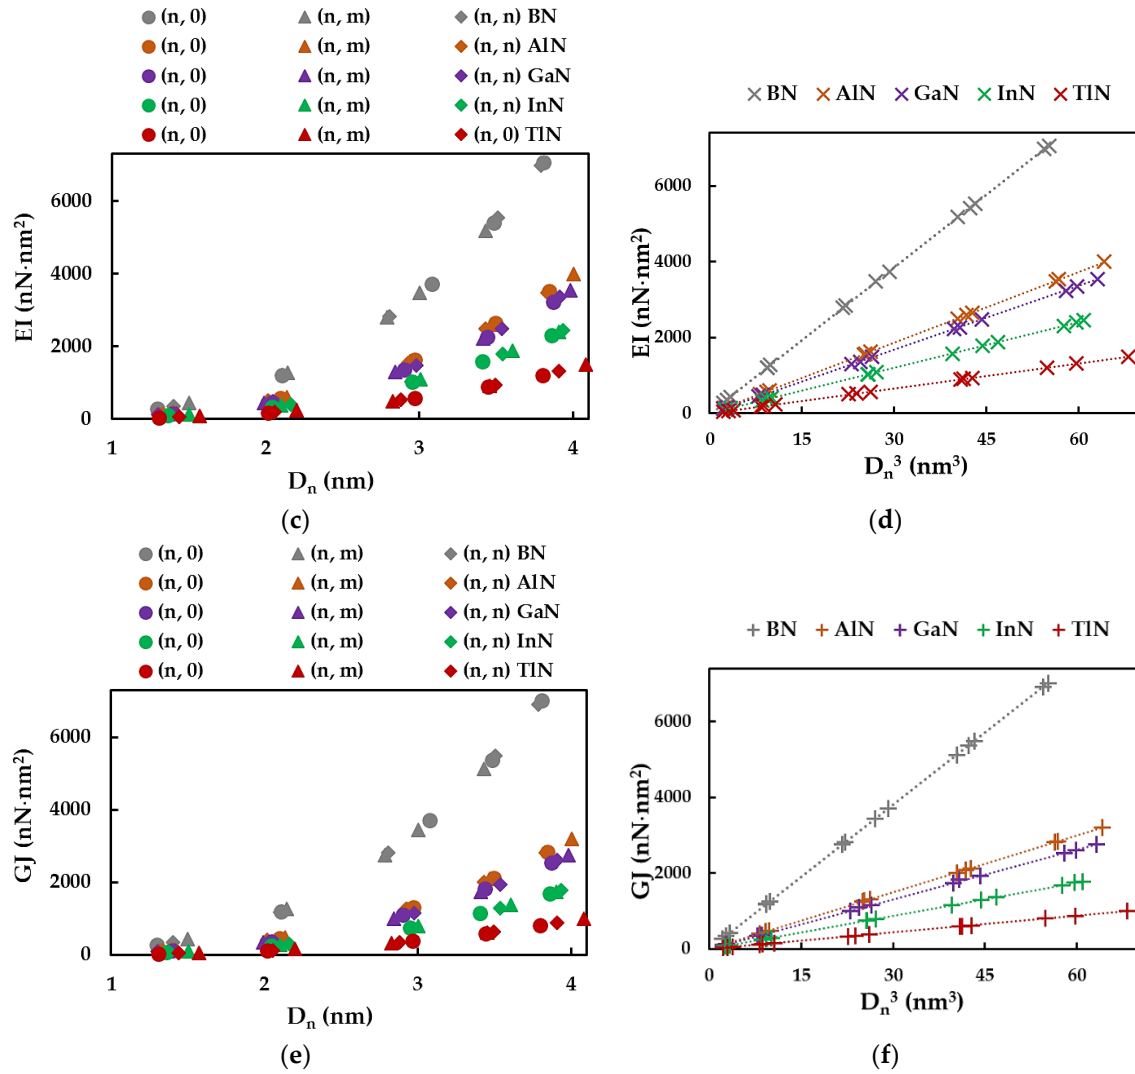 (n, 0) (n, m) (n, n) BN
(n, 0) (n, m) (n, n) AlN
(n, 0) (n, m) (n, n) GaN
(n, 0) (n, m) (n, n) InN
(n, 0) (n, m) (n, 0) TlN
EI (nN·nm²)
6000
4000
2000
0
1 2 3 4
Dₙ (nm)
(c)
BN AlN GaN InN TlN
EI (nN·nm²)
6000
4000
2000
0
0 15 30 45 60
Dₙ³ (nm³)
(d)
(n, 0) (n, m) (n, n) BN
(n, 0) (n, m) (n, n) AlN
(n, 0) (n, m) (n, n) GaN
(n, 0) (n, m) (n, n) InN
(n, 0) (n, m) (n, n) TlN
GJ (nN·nm²)
6000
4000
2000
0
1 2 3 4
Dₙ (nm)
(e)
BN AlN GaN InN TlN
GJ (nN·nm²)
6000
4000
2000
0
0 15 30 45 60
Dₙ³ (nm³)
(f)